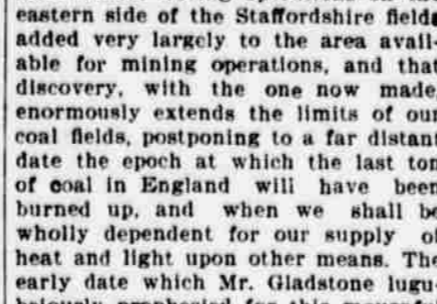 eastern side of the Staffordshire fields
added very largely to the area avail-
able for mining operations, and that
discovery, with the one now made,
enormously extends the limits of our
coal fields, postponing to a far distant
date the epoch at which the last ton
of coal in England will have been
burned up, and when we shall be
wholly dependent for our supply of
heat and light upon other means. The
early date which Mr. Gladstone lugu-